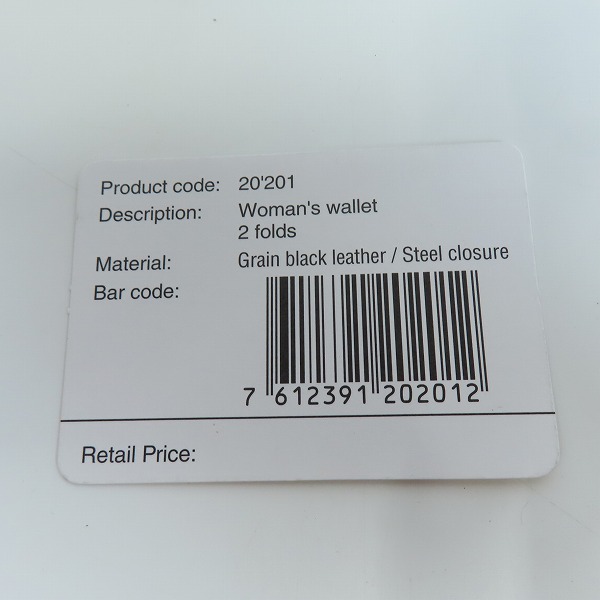 Product code: 20'201
Description: Woman's wallet
2 folds
Material: Grain black leather / Steel closure
Bar code:
7 612391 202012
Retail Price: